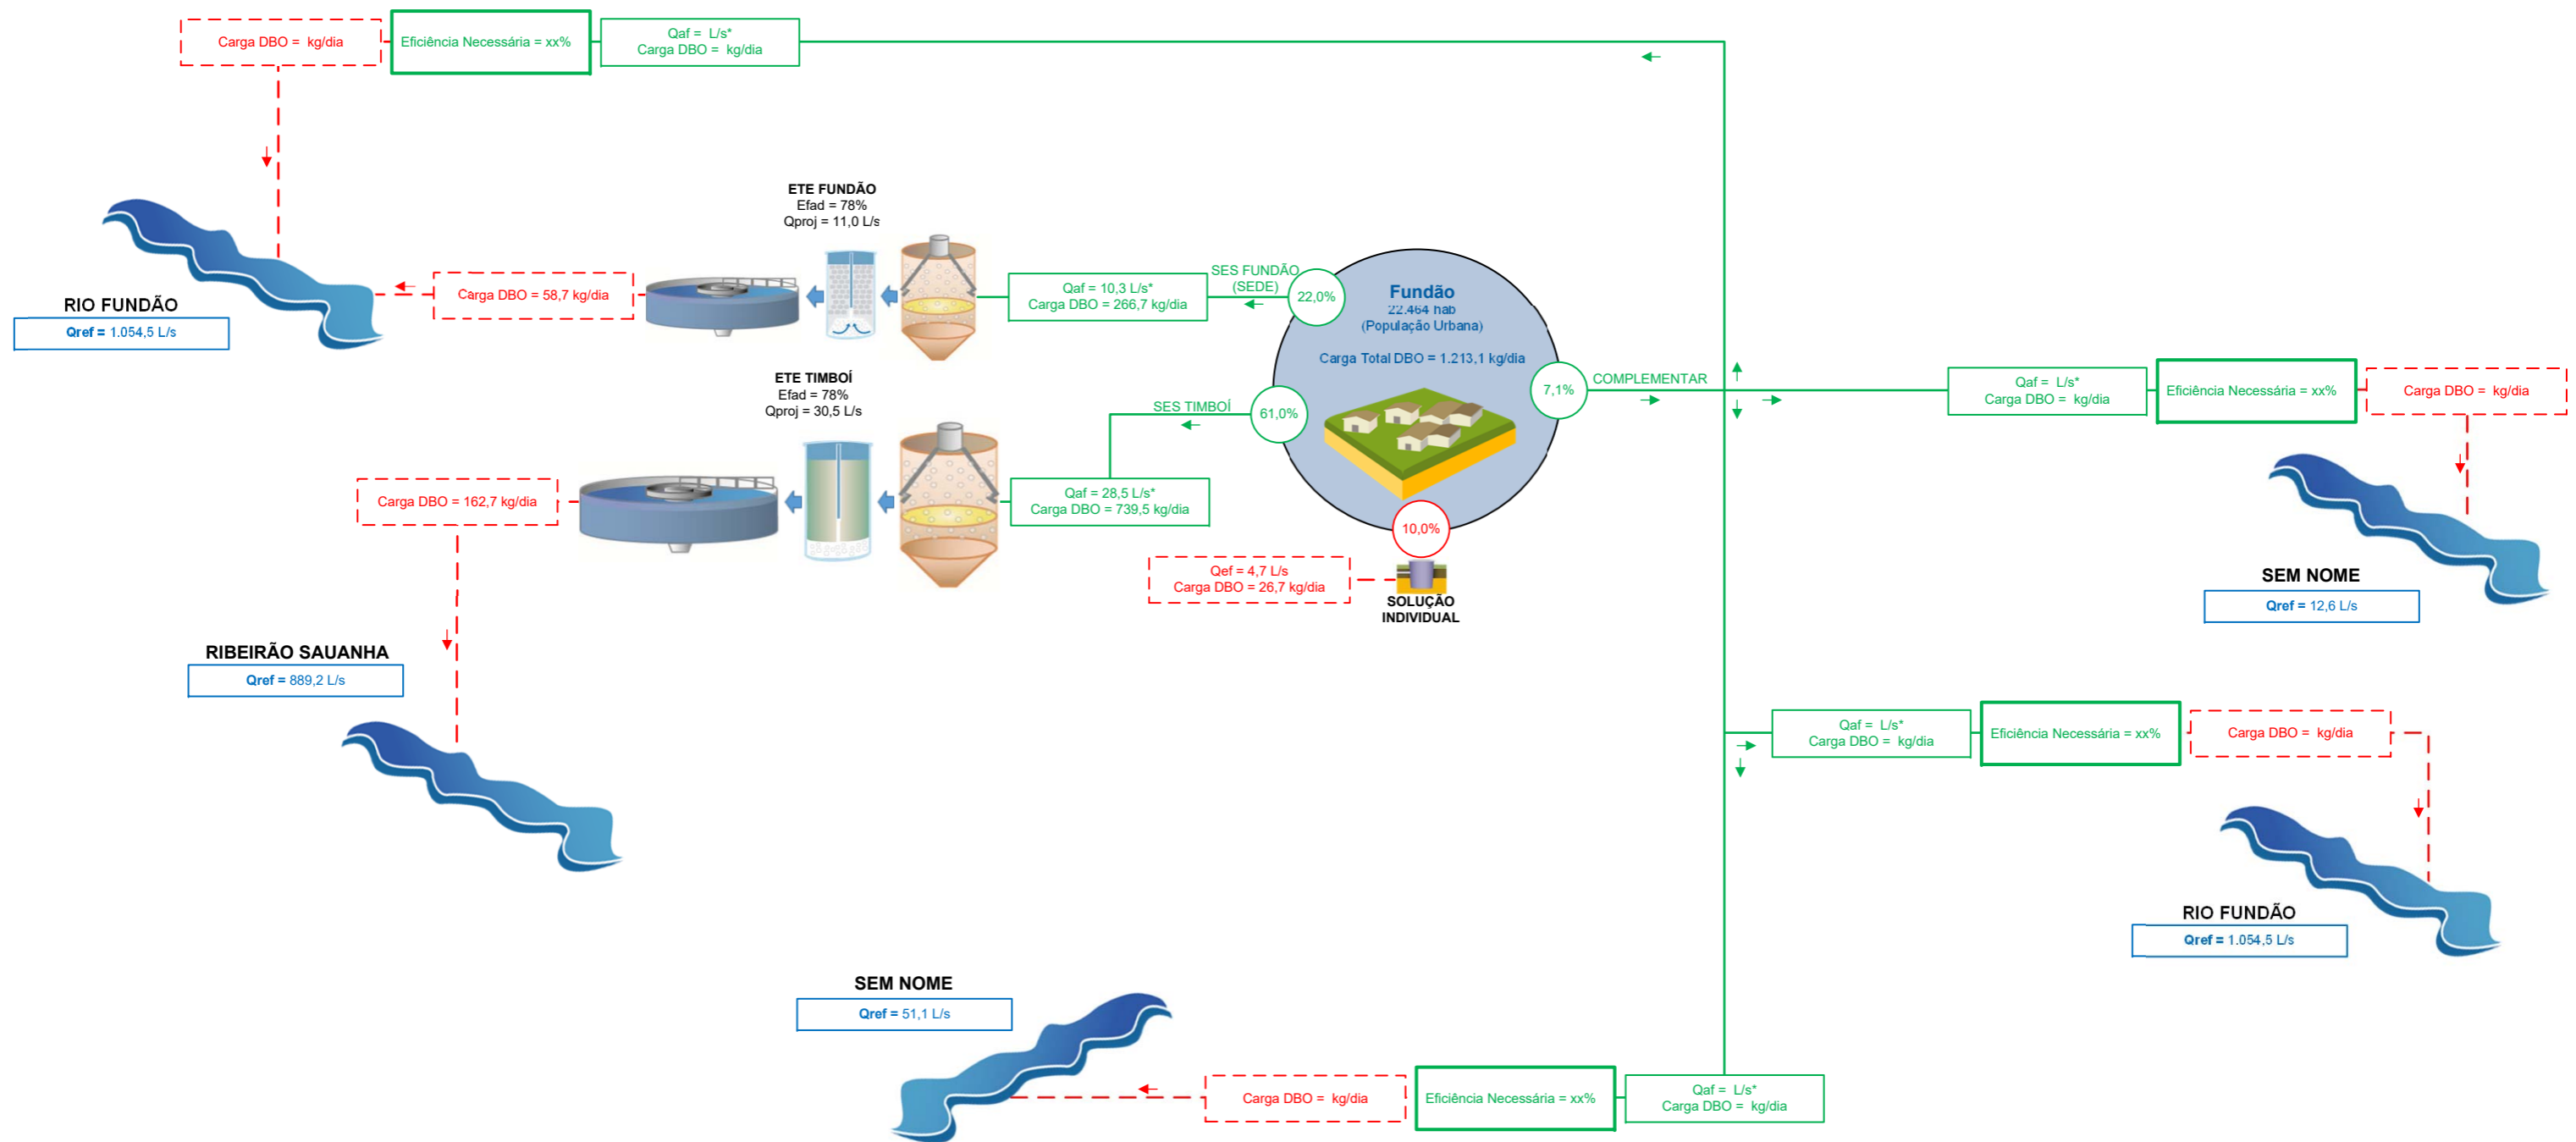 Carga DBO =  kg/dia
Eficiência Necessária = xx%
Qaf =  L/s*
Carga DBO =  kg/dia
ETE FUNDÃO
Efad = 78%
Qproj = 11,0 L/s
RIO FUNDÃO
Qref = 1.054,5 L/s
Carga DBO = 58,7 kg/dia
Qaf = 10,3 L/s*
Carga DBO = 266,7 kg/dia
SES FUNDÃO
(SEDE)
22,0%
Fundão
22.464 hab
(População Urbana)
Carga Total DBO = 1.213,1 kg/dia
7,1%
COMPLEMENTAR
Qaf =  L/s*
Carga DBO =  kg/dia
Eficiência Necessária = xx%
Carga DBO =  kg/dia
ETE TIMBOÍ
Efad = 78%
Qproj = 30,5 L/s
SES TIMBOÍ
61,0%
Carga DBO = 162,7 kg/dia
Qaf = 28,5 L/s*
Carga DBO = 739,5 kg/dia
10,0%
Qef = 4,7 L/s
Carga DBO = 26,7 kg/dia
SOLUÇÃO
INDIVIDUAL
SEM NOME
Qref = 12,6 L/s
RIBEIRÃO SAUANHA
Qref = 889,2 L/s
Qaf =  L/s*
Carga DBO =  kg/dia
Eficiência Necessária = xx%
Carga DBO =  kg/dia
RIO FUNDÃO
Qref = 1.054,5 L/s
SEM NOME
Qref = 51,1 L/s
Carga DBO =  kg/dia
Eficiência Necessária = xx%
Qaf =  L/s*
Carga DBO =  kg/dia